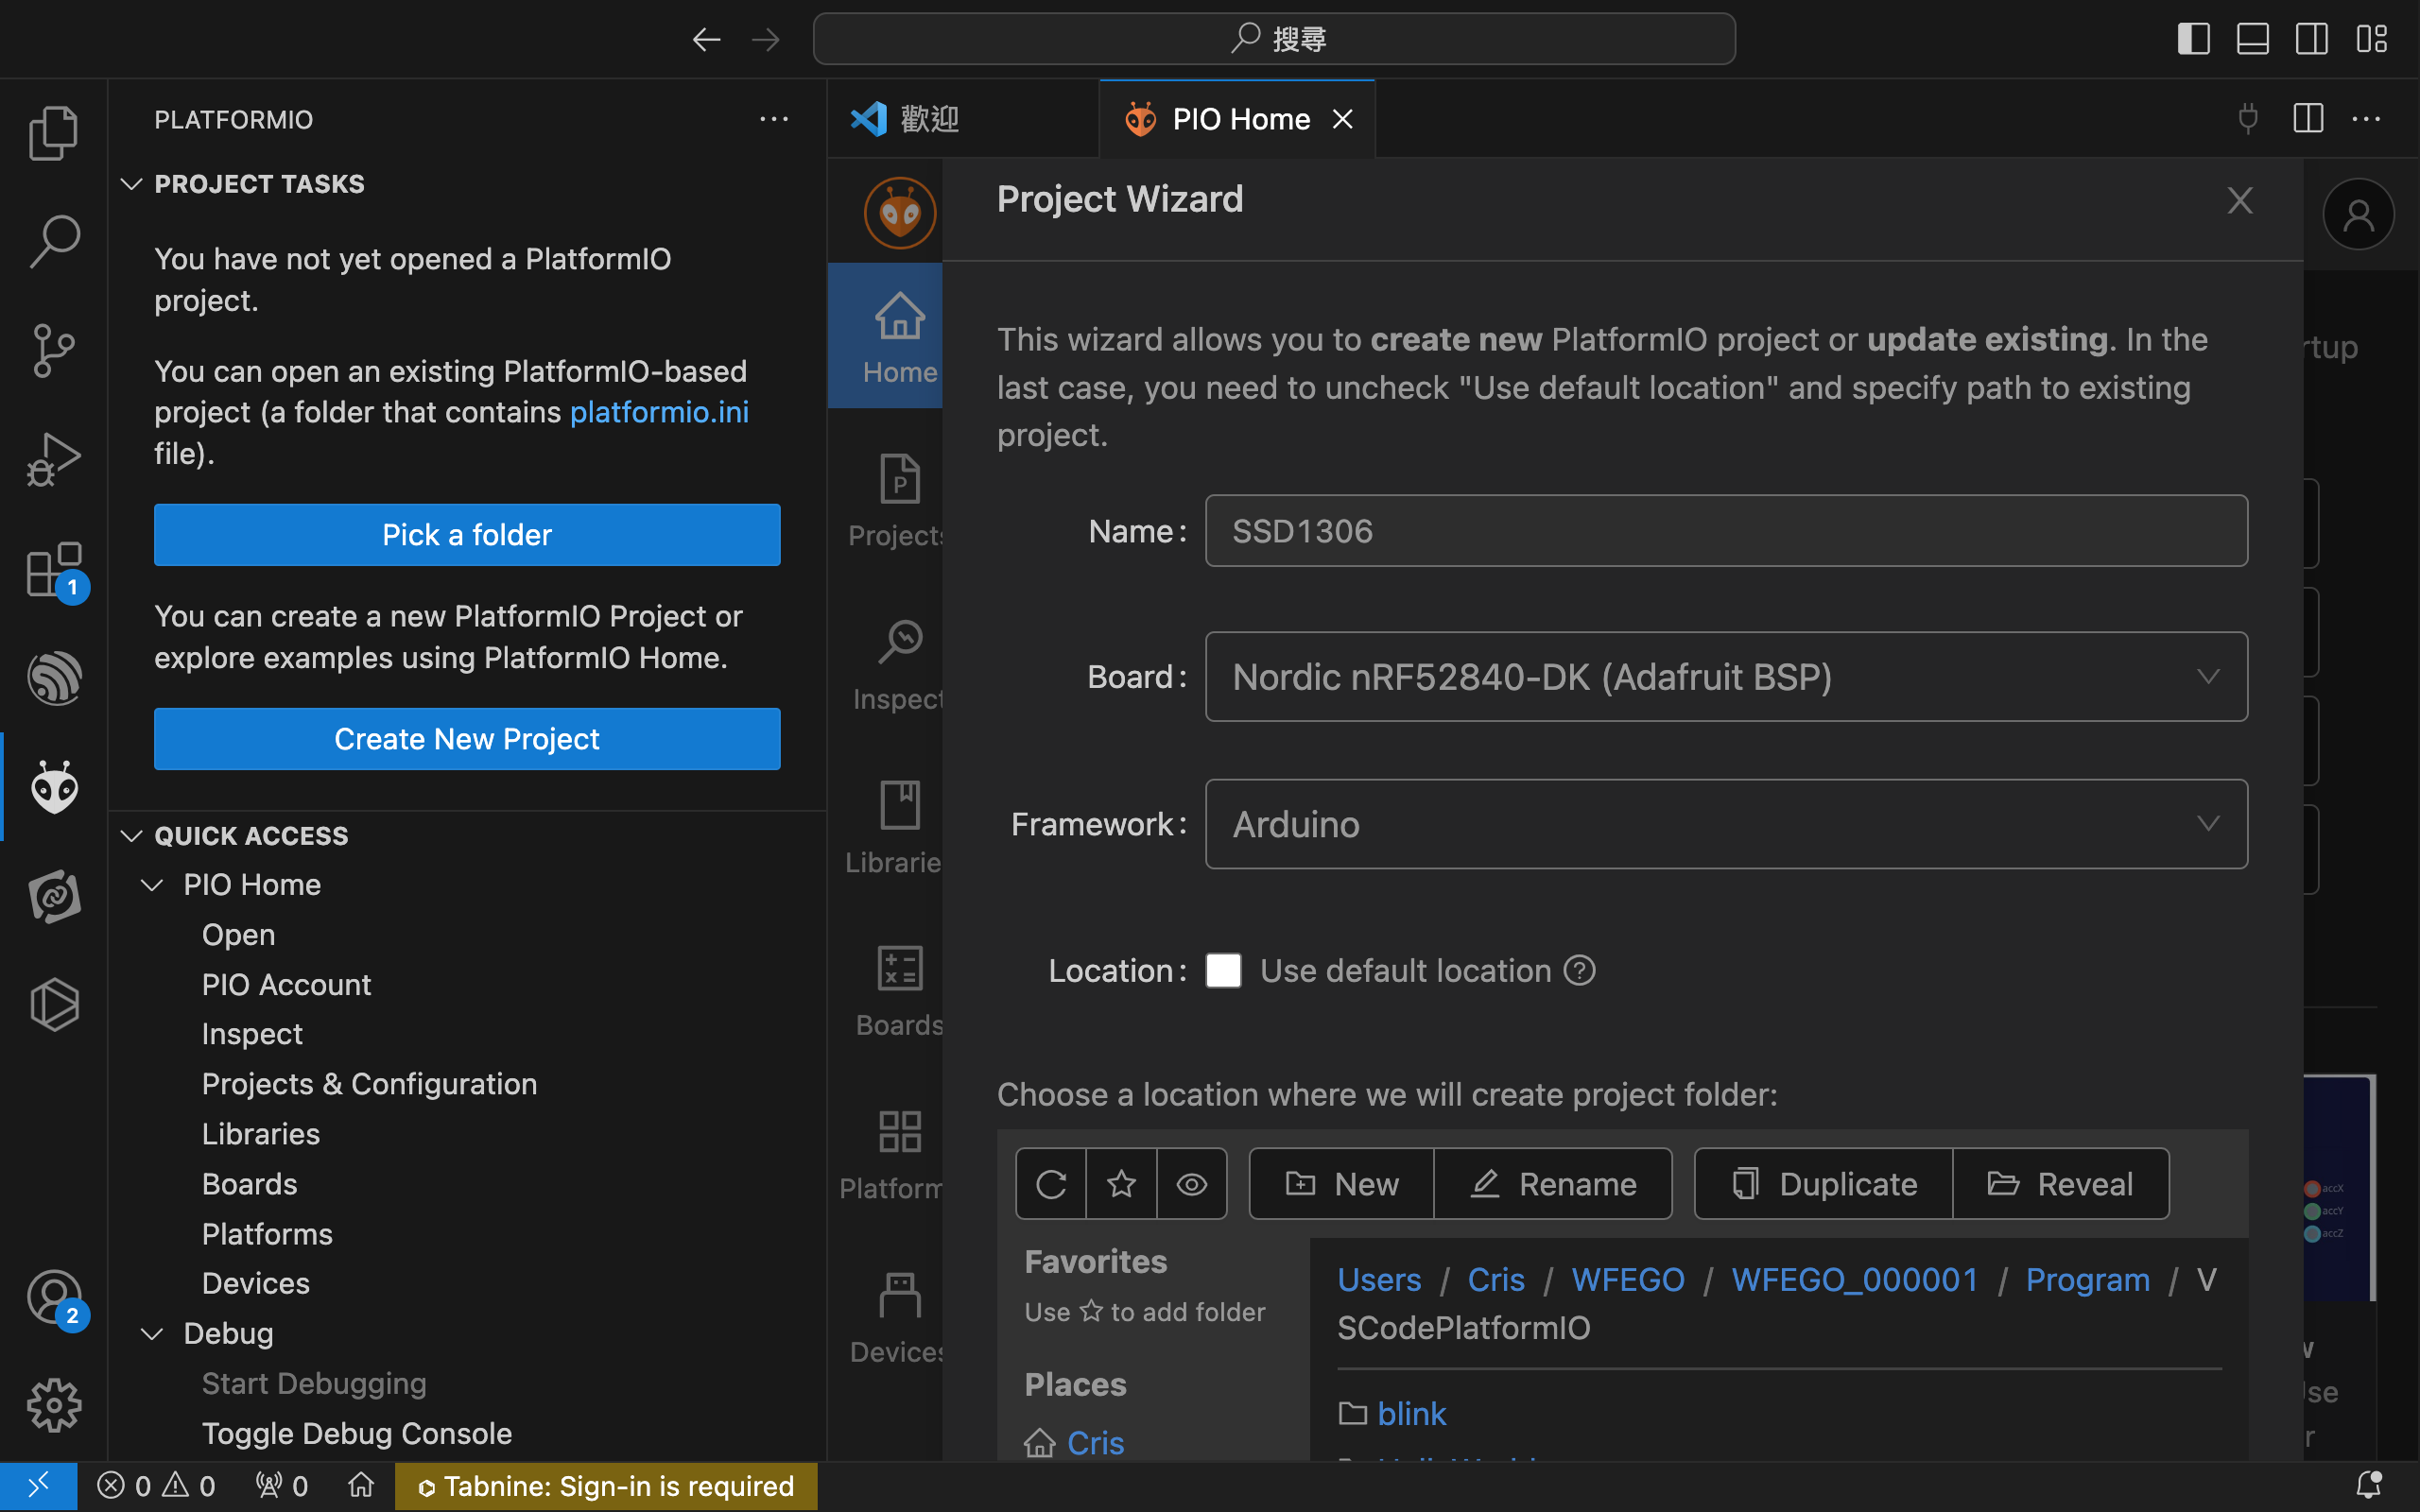 搜尋
PLATFORMIO
PROJECT TASKS
You have not yet opened a PlatformIO
project.
You can open an existing PlatformIO-based
project (a folder that contains platformio.ini
file).
Pick a folder
You can create a new PlatformIO Project or
explore examples using PlatformIO Home.
Create New Project
QUICK ACCESS
PIO Home
Open
PIO Account
Inspect
Projects & Configuration
Libraries
Boards
Platforms
Devices
Debug
Start Debugging
Toggle Debug Console
1
2
歡迎
PIO Home
Home
Projects
Inspect
Librarie
Boards
Platform
Devices
Project Wizard
This wizard allows you to create new PlatformIO project or update existing. In the
last case, you need to uncheck "Use default location" and specify path to existing
project.
Name: SSD1306
Board: Nordic nRF52840-DK (Adafruit BSP)
Framework: Arduino
Location: Use default location
Choose a location where we will create project folder:
New Rename Duplicate Reveal
Favorites
Use ☆ to add folder
Places
Cris
Users / Cris / WFEGO / WFEGO_000001 / Program / V
SCodePlatformIO
blink
rtup
accX
accY
accZ
0 0 0 Tabnine: Sign-in is required